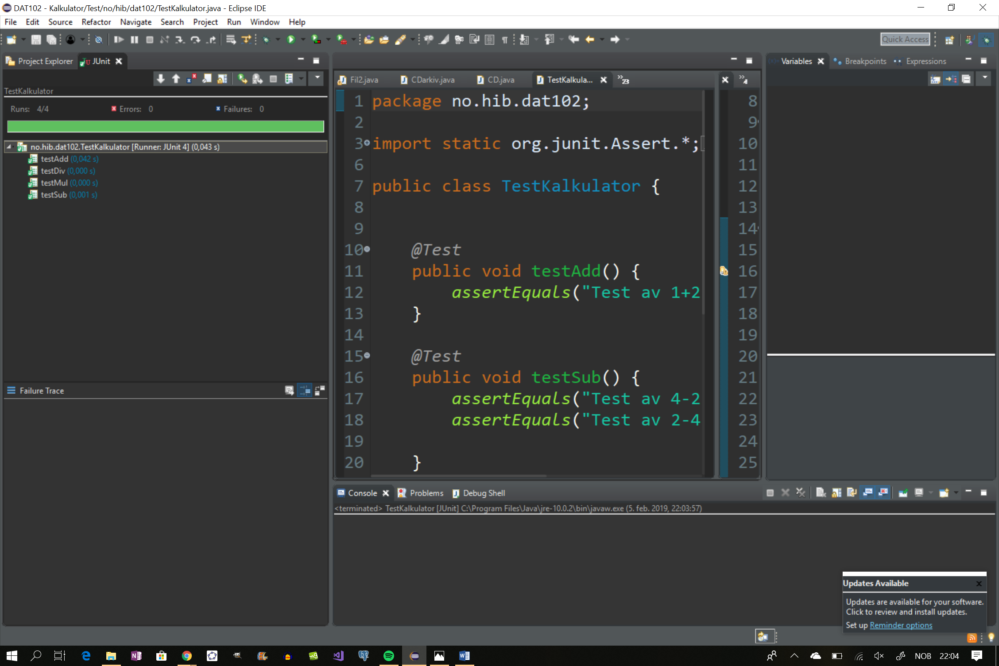 DAT102 - Kalkulator/Test/no/hib/dat102/TestKalkulator.java - Eclipse IDE
File Edit Source Refactor Navigate Search Project Run Window Help
Quick Access
Project Explorer JUnit
TestKalkulator
Runs: 4/4 Errors: 0 Failures: 0
no.hib.dat102.TestKalkulator [Runner: JUnit 4] (0,043 s)
testAdd (0,042 s)
testDiv (0,000 s)
testMul (0,000 s)
testSub (0,001 s)
Failure Trace
Fil2.java CDarkiv.java CD.java TestKalkula... »23
1 package no.hib.dat102;
2
3 import static org.junit.Assert.*;
6
7 public class TestKalkulator {
8
9
10 @Test
11 public void testAdd() {
12 assertEquals("Test av 1+2
13 }
14
15 @Test
16 public void testSub() {
17 assertEquals("Test av 4-2
18 assertEquals("Test av 2-4
19
20 }
»4
8
9
10
11
12
13
14
15
16
17
18
19
20
21
22
23
24
25
(x)= Variables Breakpoints Expressions
Console Problems Debug Shell
<terminated> TestKalkulator [JUnit] C:\Program Files\Java\jre-10.0.2\bin\javaw.exe (5. feb. 2019, 22:03:57)
Updates Available
Updates are available for your software.
Click to review and install updates.
Set up Reminder options
NOB 22:04